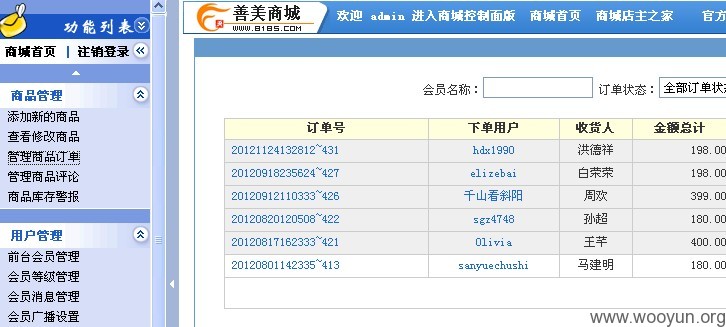 功能列表
商城首页 | 注销登录
商品管理
添加新的商品
查看修改商品
管理商品订单
管理商品评论
商品库存警报
用户管理
前台会员管理
会员等级管理
会员消息管理
会员广播设置
善美商城
www.8185.com
欢迎 admin 进入商城控制面版 商城首页 商城店主之家 官方
会员名称： 订单状态： 全部订单状态
订单号 下单用户 收货人 金额总计
20121124132812~431 hdx1990 洪德祥 198.00
20120918235624~427 elizebai 白荣荣 198.00
20120912110333~426 千山看斜阳 周欢 399.00
20120820120508~422 sgz4748 孙超 180.00
20120817162333~421 Olivia 王芊 400.00
20120801142335~413 sanyuechushi 马建明 180.00
www.wooyun.org